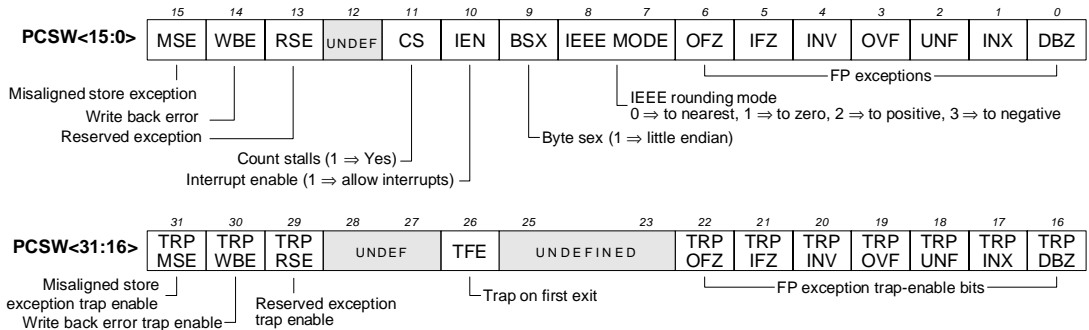 15 14 13 12 11 10 9 8 7 6 5 4 3 2 1 0
PCSW<15:0> MSE WBE RSE UNDEF CS IEN BSX IEEE MODE OFZ IFZ INV OVF UNF INX DBZ
Misaligned store exception
Write back error
Reserved exception
FP exceptions
IEEE rounding mode
0 ⇒ to nearest, 1 ⇒ to zero, 2 ⇒ to positive, 3 ⇒ to negative
Byte sex (1 ⇒ little endian)
Count stalls (1 ⇒ Yes)
Interrupt enable (1 ⇒ allow interrupts)
31 30 29 28 27 26 25 23 22 21 20 19 18 17 16
PCSW<31:16> TRP MSE TRP WBE TRP RSE UNDEF TFE UNDEFINED TRP OFZ TRP IFZ TRP INV TRP OVF TRP UNF TRP INX TRP DBZ
Misaligned store
exception trap enable
Write back error trap enable
Reserved exception
trap enable
Trap on first exit
FP exception trap-enable bits